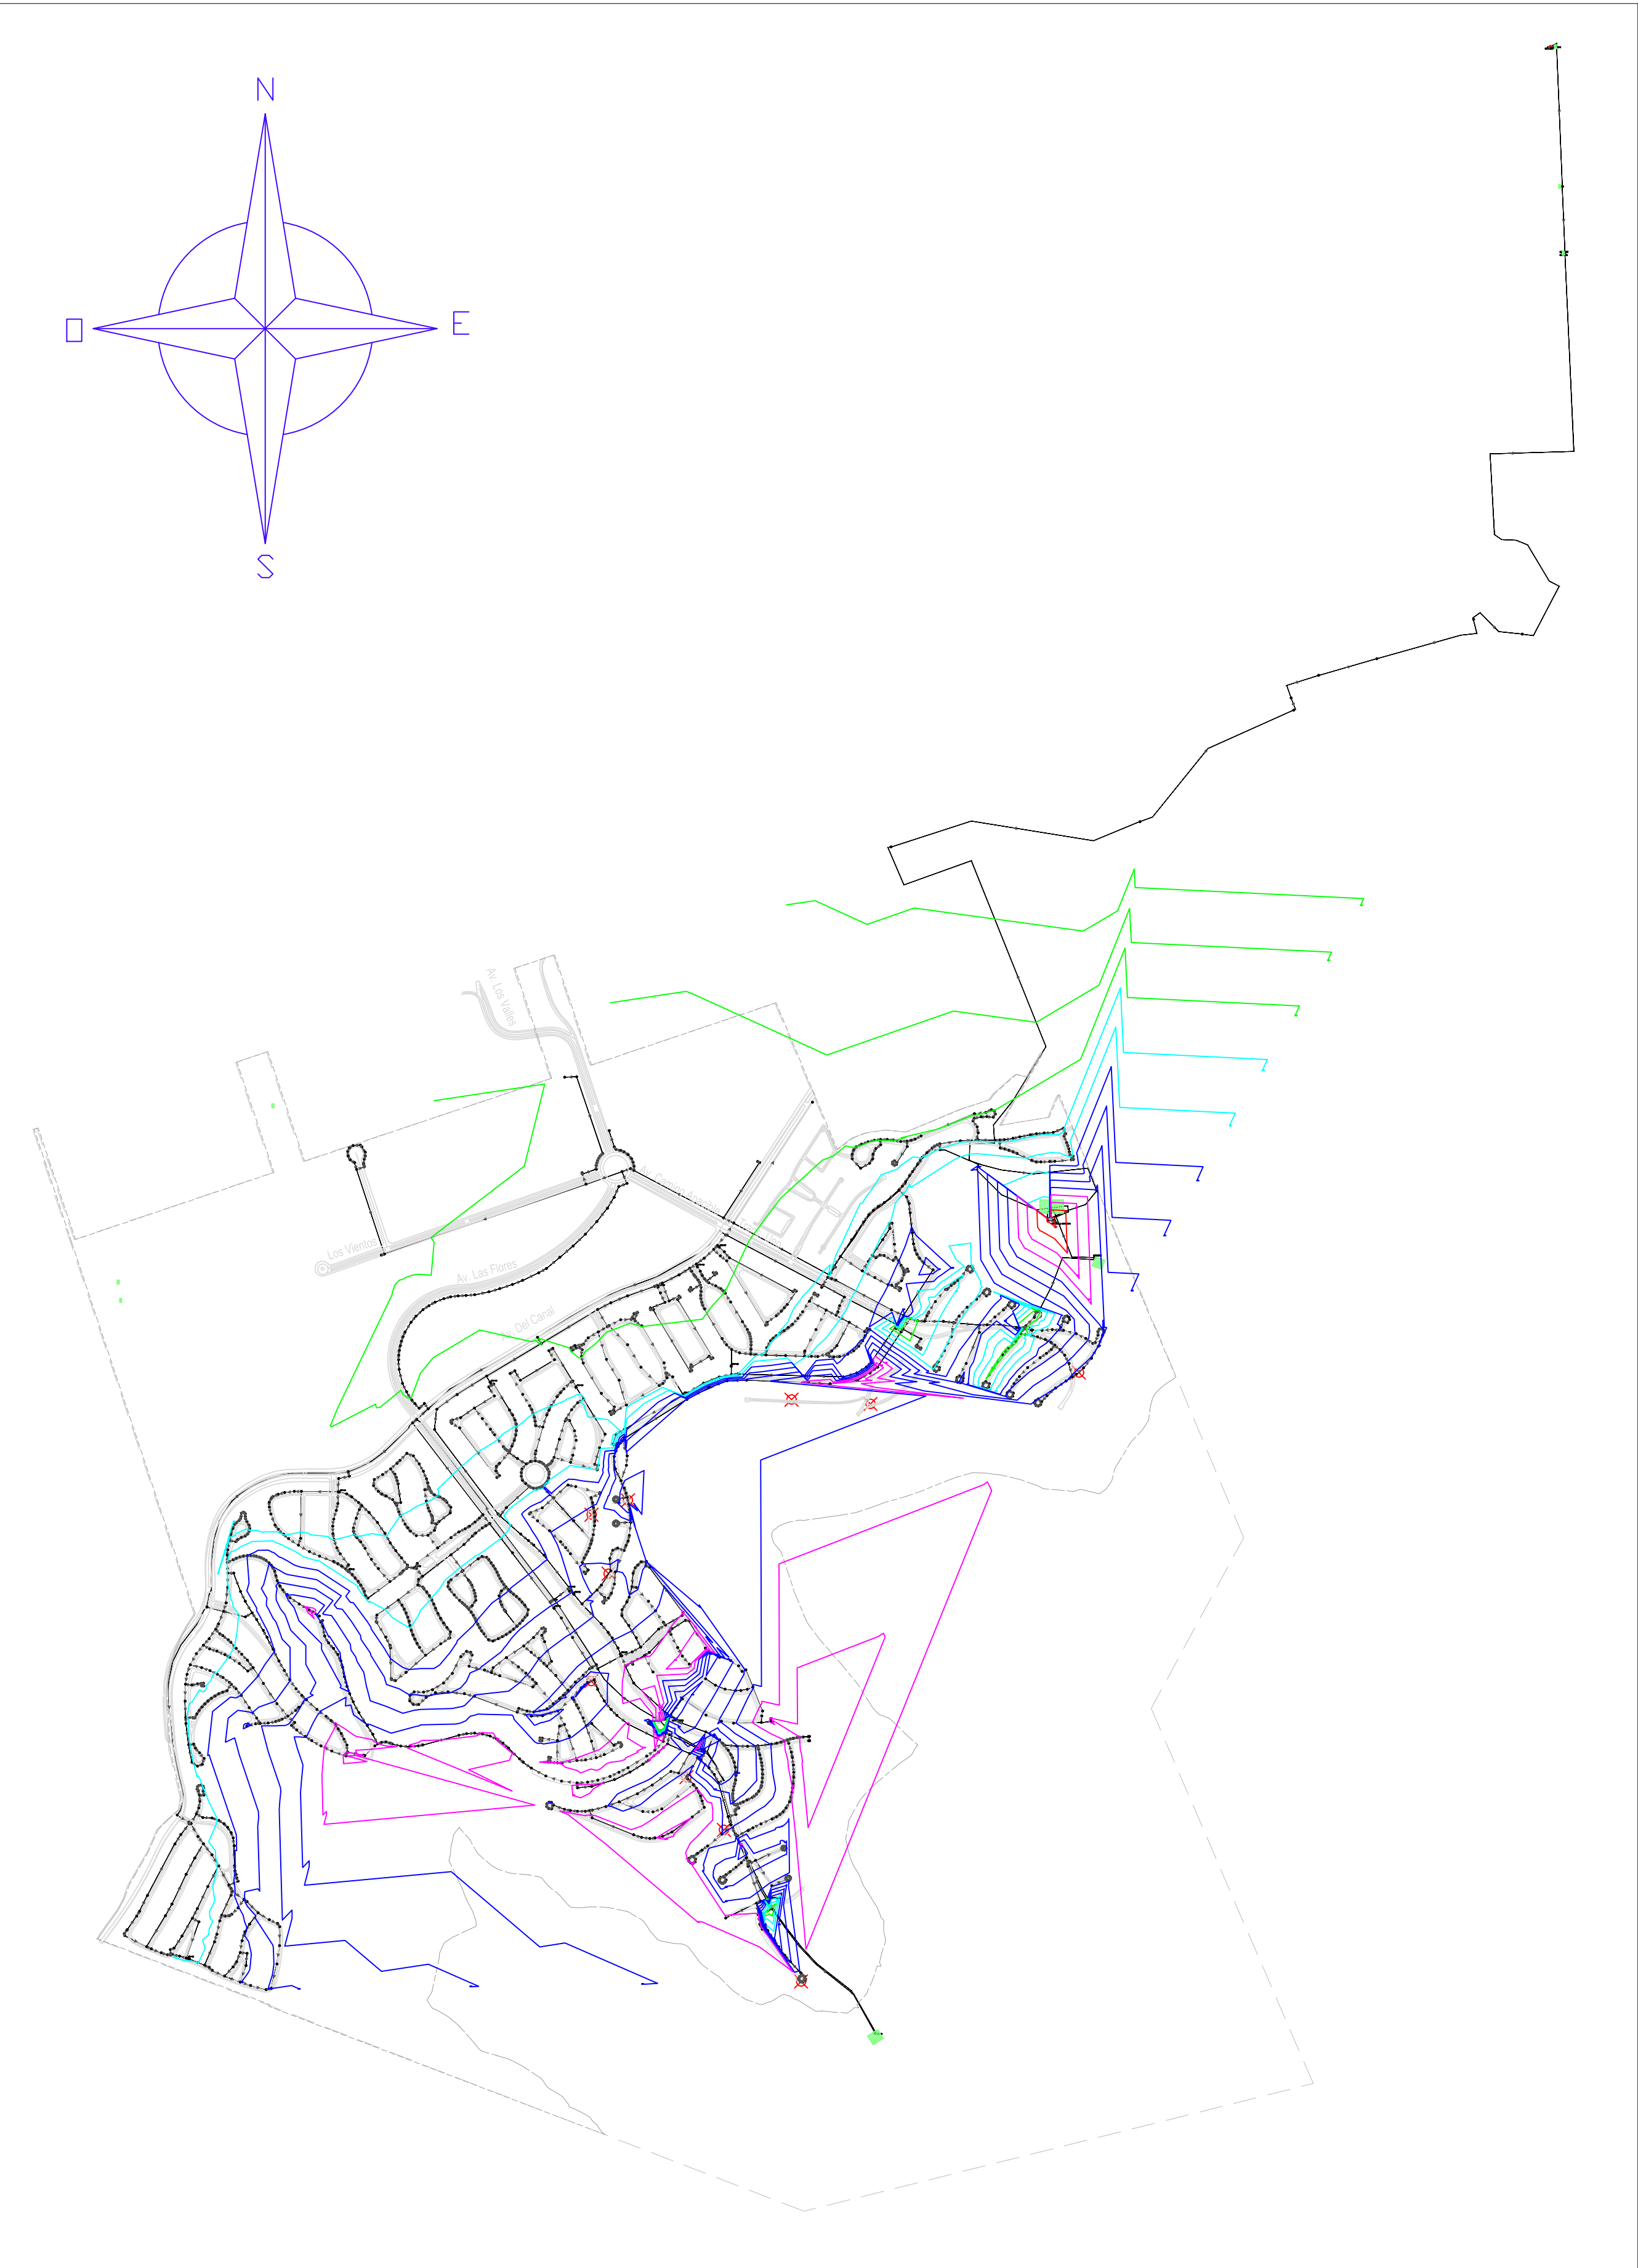 N
O
E
S
Av. Los Valles
Los Vientos
Av. Las Flores
Del Canal